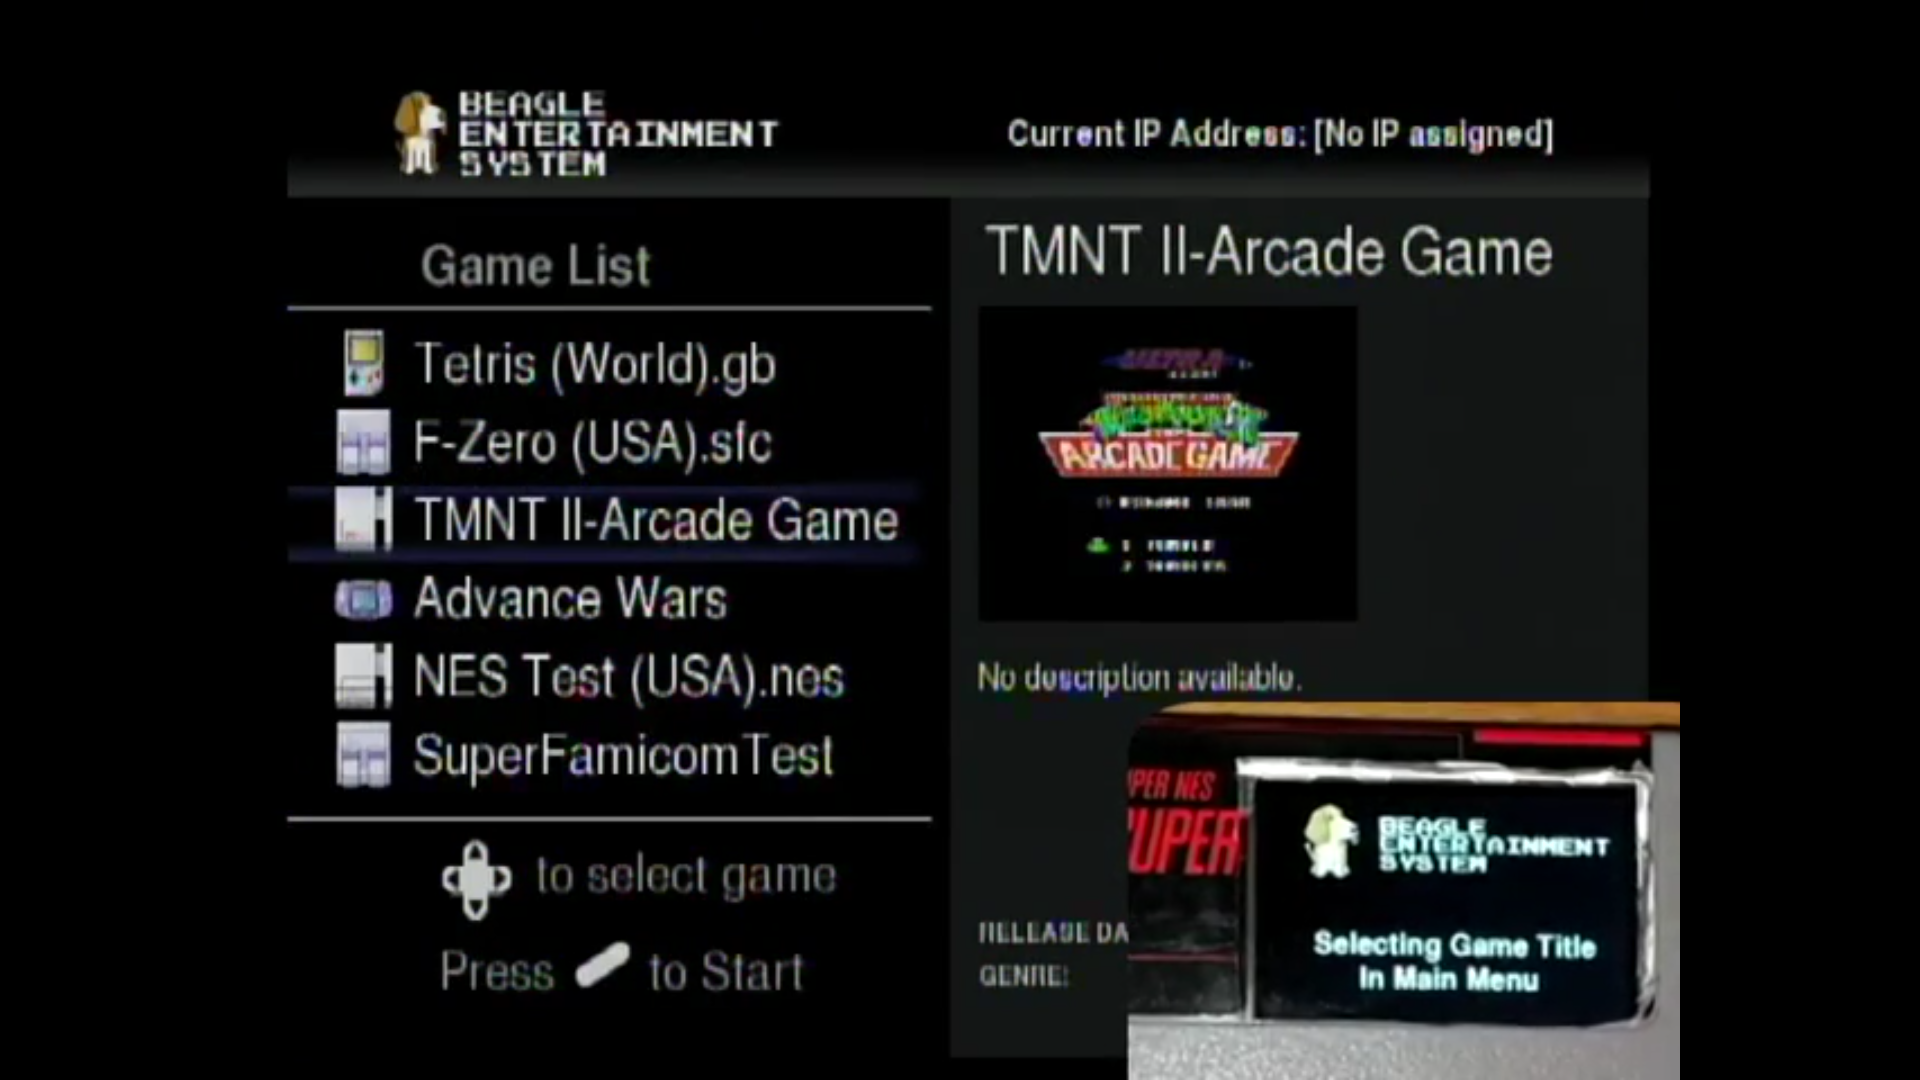 BEAGLE
ENTERTAINMENT
SYSTEM
Current IP Address: [No IP assigned]
Game List
Tetris (World).gb
F-Zero (USA).sfc
TMNT II-Arcade Game
Advance Wars
NES Test (USA).nes
SuperFamicomTest
to select game
Press to Start
TMNT II-Arcade Game
ARCADE GAME
No description available.
RELEASE DA
GENRE:
PER NES
UPER
BEAGLE
ENTERTAINMENT
SYSTEM
Selecting Game Title
In Main Menu